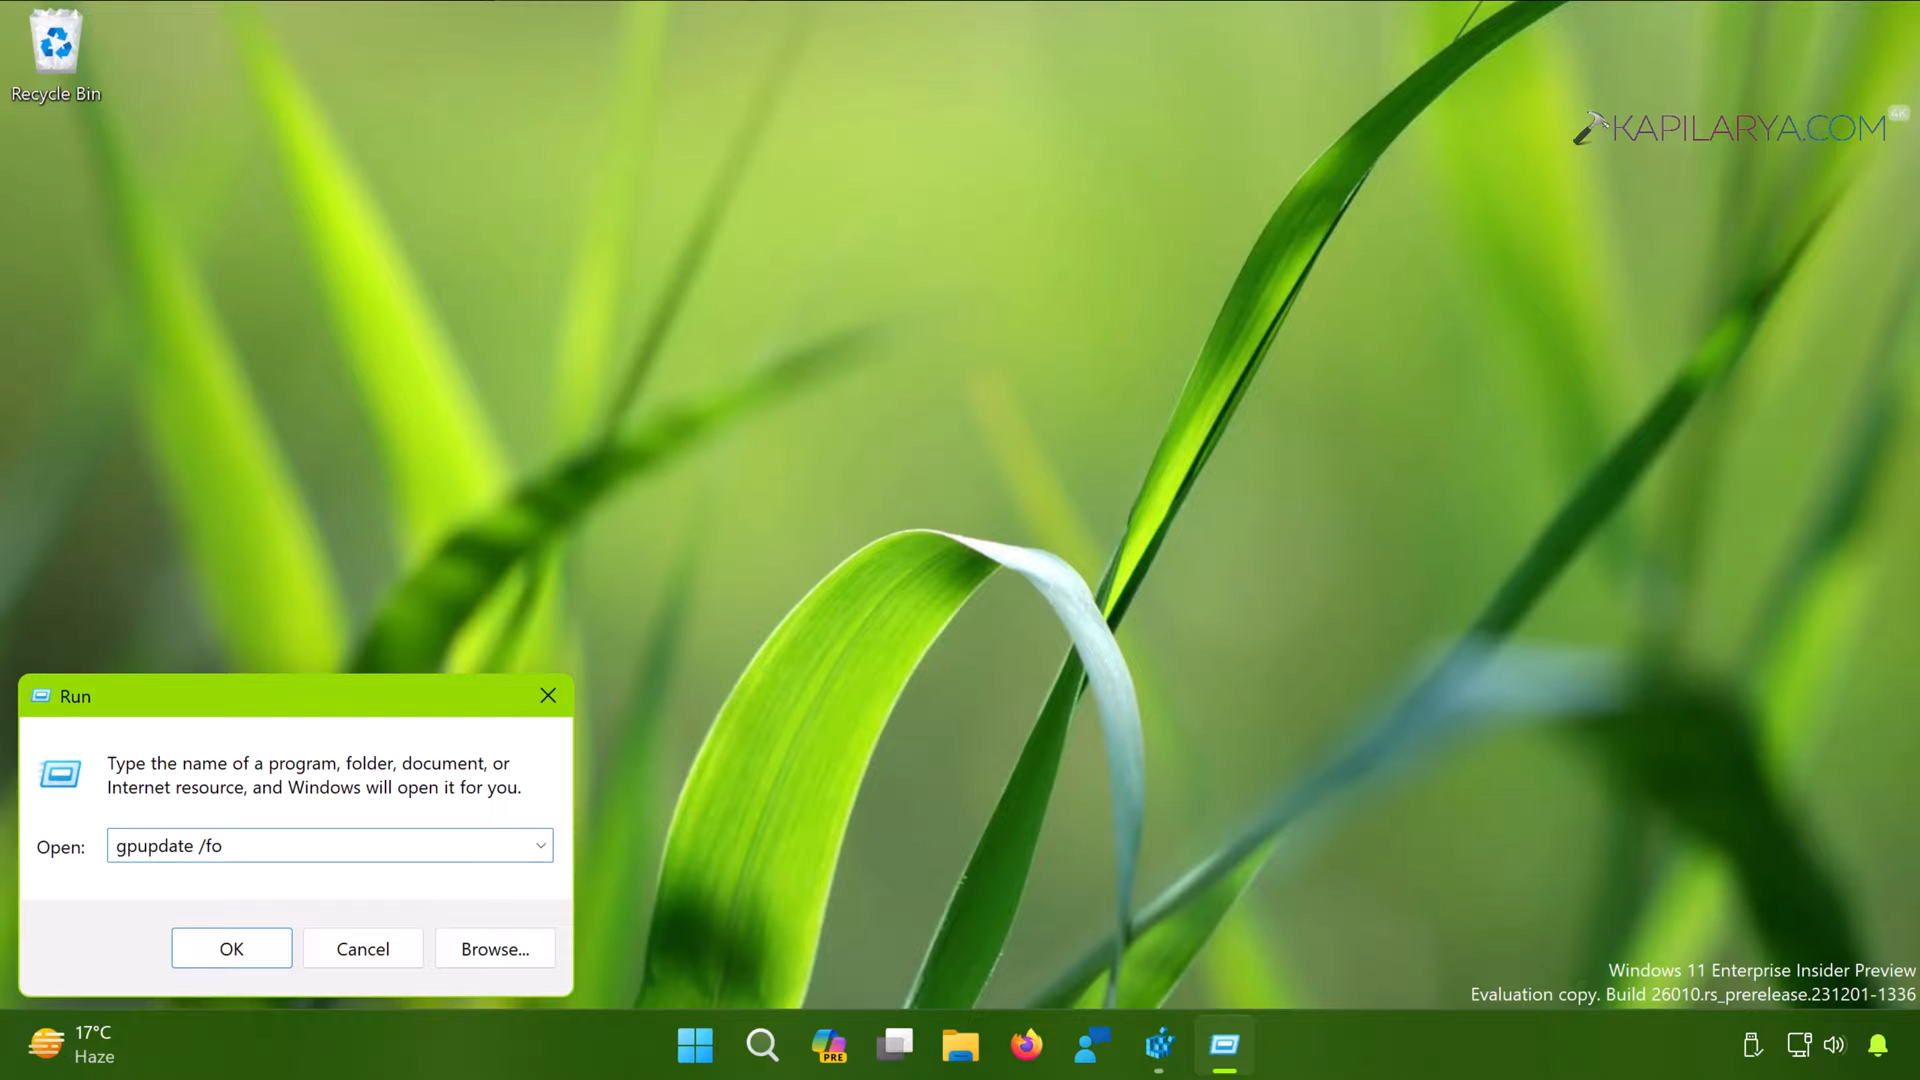 Recycle Bin
KAPILARYA.COM
4K
Run
Type the name of a program, folder, document, or
Internet resource, and Windows will open it for you.
Open:
gpupdate /fo
OK
Cancel
Browse...
Windows 11 Enterprise Insider Preview
Evaluation copy. Build 26010.rs_prerelease.231201-1336
17°C
Haze
PRE